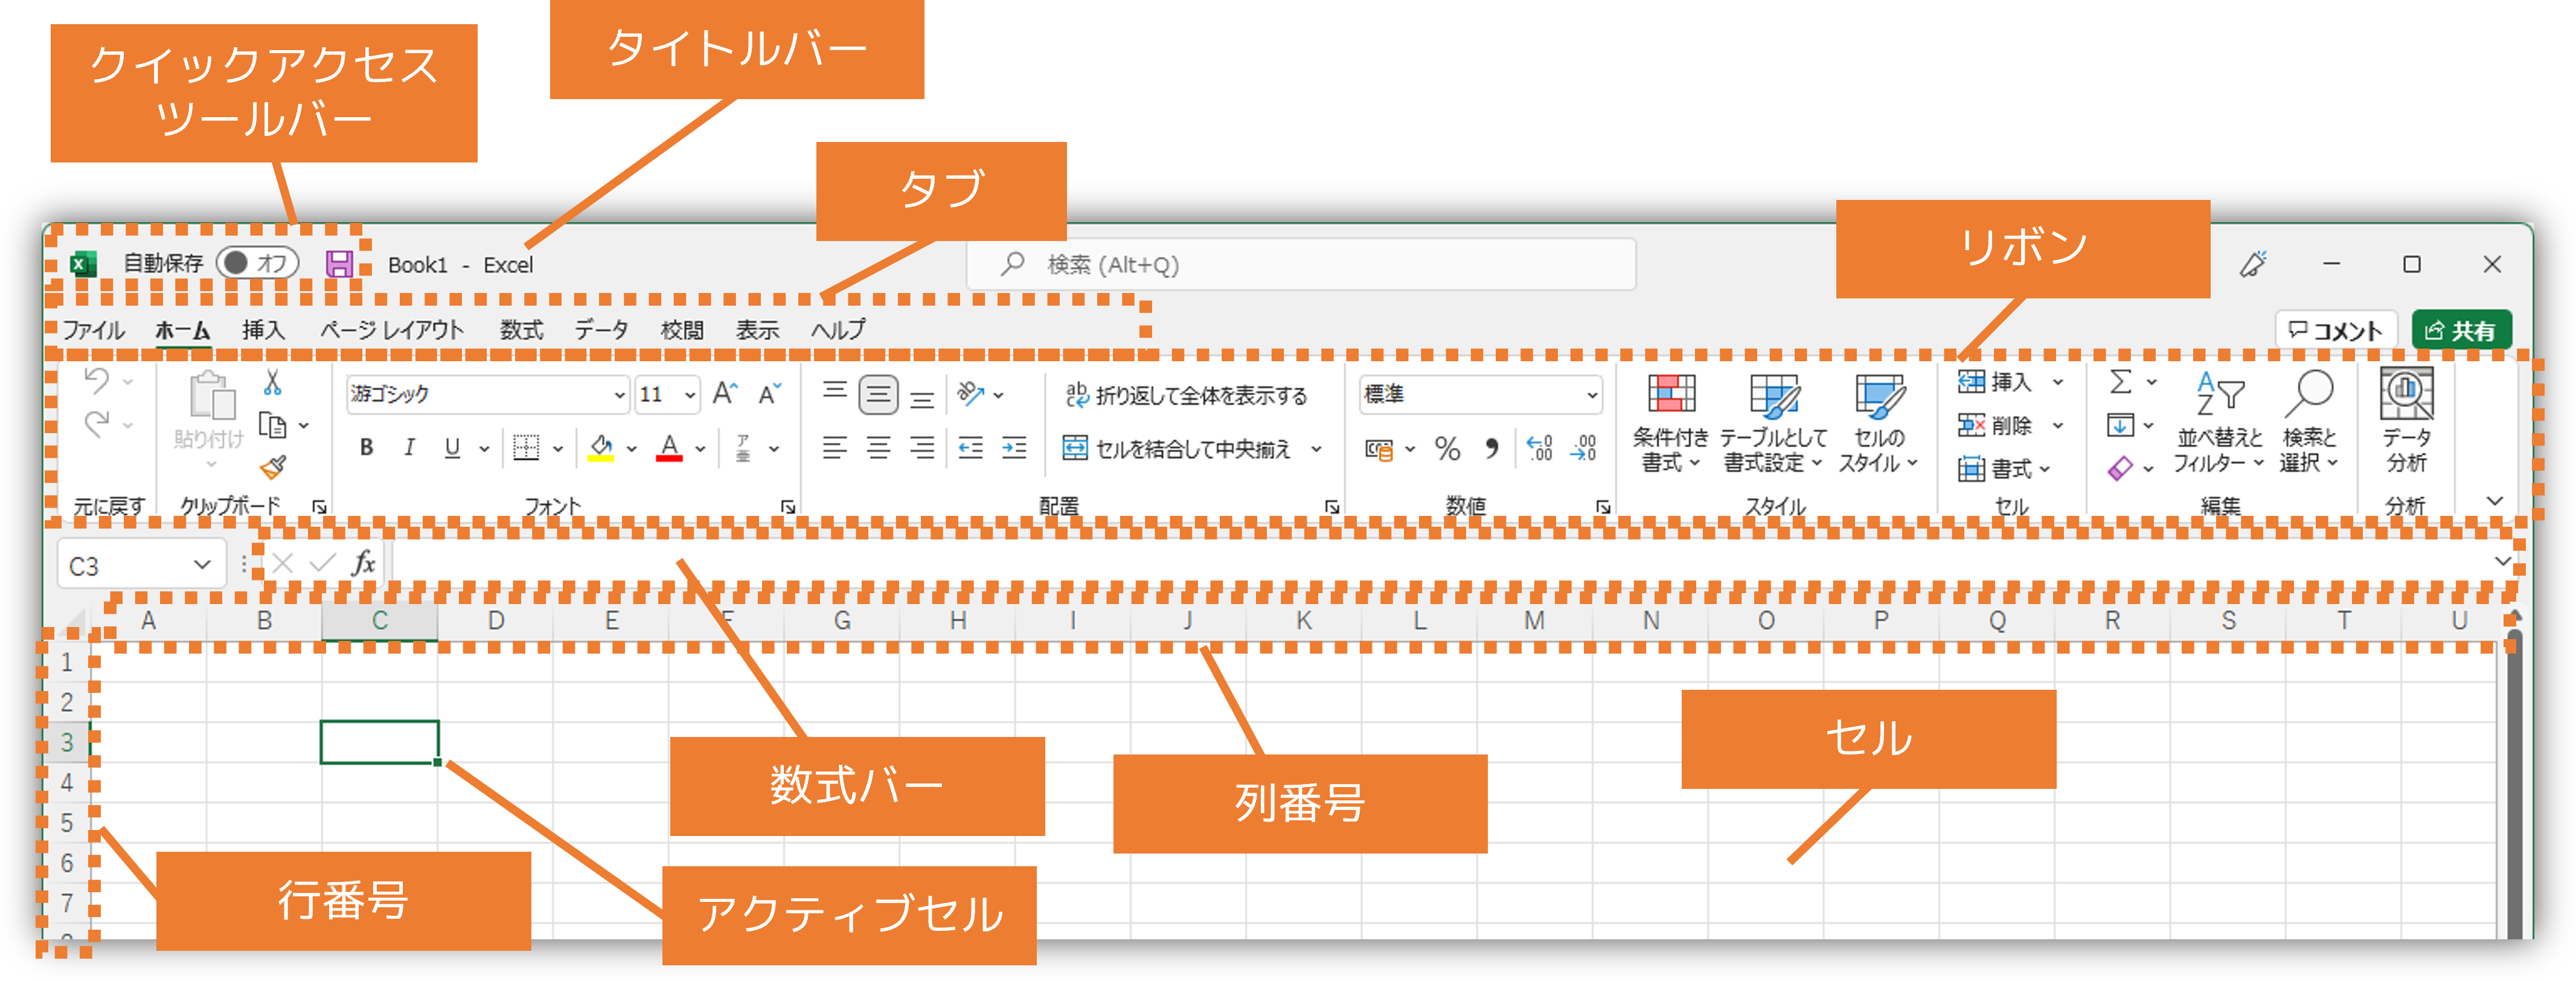 クイックアクセス
ツールバー
タイトルバー
タブ
リボン
自動保存 オフ Book1 - Excel 検索 (Alt+Q)
ファイル ホーム 挿入 ページ レイアウト 数式 データ 校閲 表示 ヘルプ コメント 共有
游ゴシック 11 A A ab 折り返して全体を表示する 標準 挿入 Σ A
Z
貼り付け B I U A ア
亜 セルを結合して中央揃え % 条件付き
書式 テーブルとして
書式設定 セルの
スタイル 削除 並べ替えと
フィルター 検索と
選択 データ
分析
書式
元に戻す クリップボード フォント 配置 数値 スタイル セル 編集 分析
C3 fx
A B C D E F G H I J K L M N O P Q R S T U
1
2
3
4
5
6
7
数式バー
列番号
セル
行番号
アクティブセル